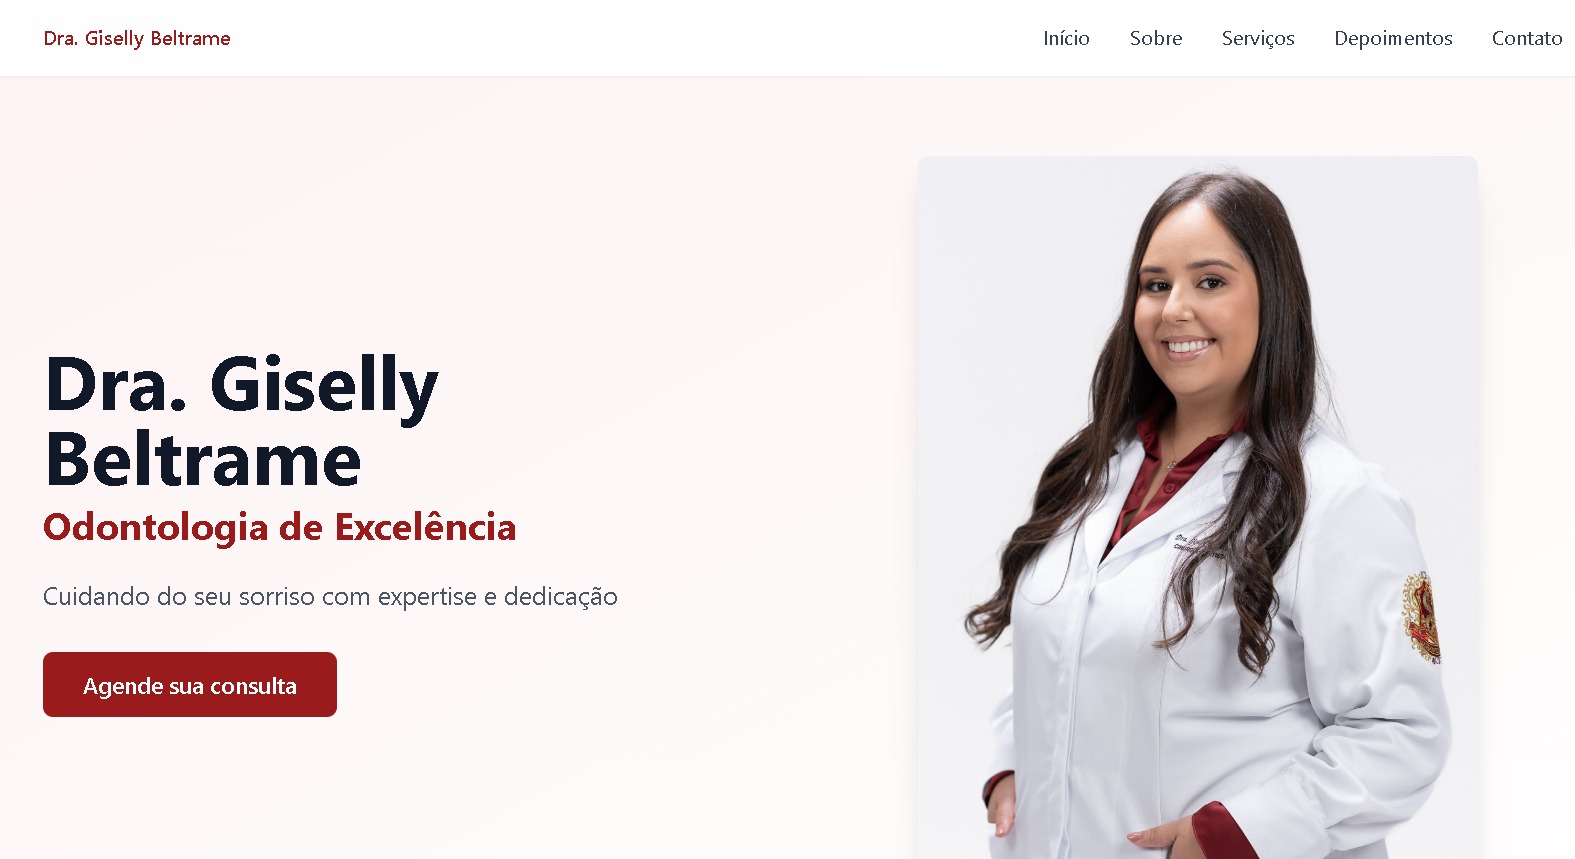 Dra. Giselly Beltrame
Início
Sobre
Serviços
Depoimentos
Contato
Dra. Giselly
Beltrame
Odontologia de Excelência
Cuidando do seu sorriso com expertise e dedicação
Agende sua consulta